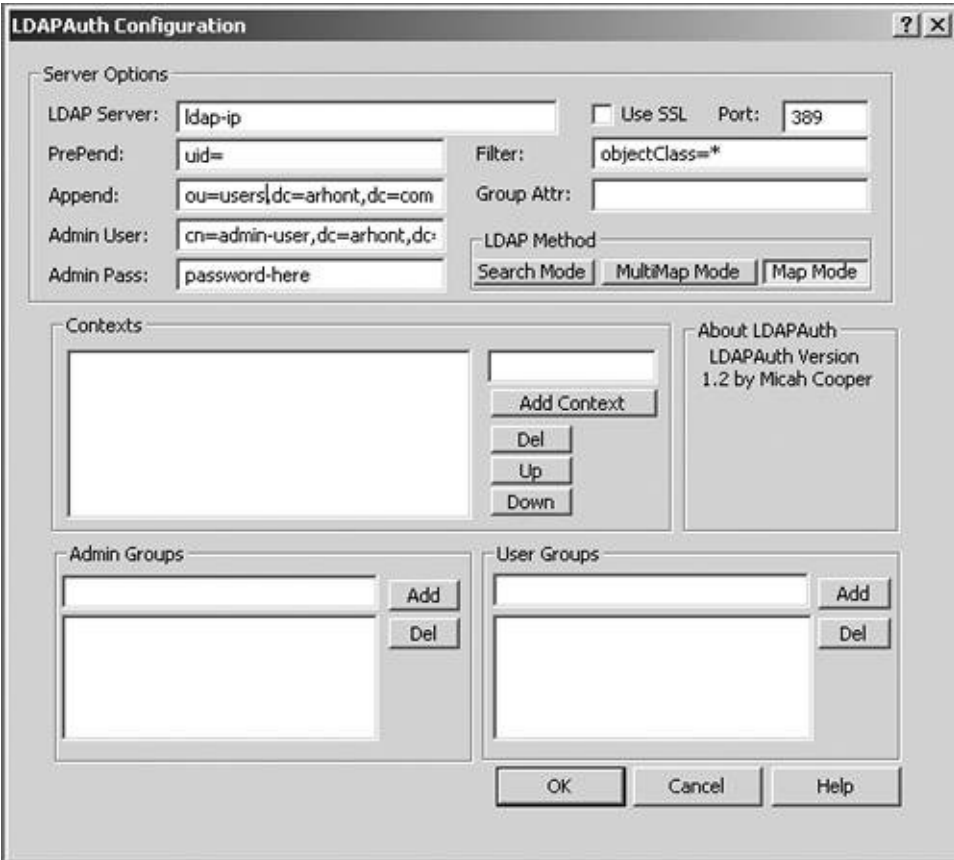 LDAPAuth Configuration
Server Options
LDAP Server: ldap-ip Use SSL Port: 389
PrePend: uid= Filter: objectClass=*
Append: ou=users,dc=arhont,dc=com Group Attr:
Admin User: cn=admin-user,dc=arhont,dc=
LDAP Method
Admin Pass: password-here Search Mode MultiMap Mode Map Mode
Contexts
Add Context
Del
Up
Down
About LDAPAuth
LDAPAuth Version
1.2 by Micah Cooper
Admin Groups
Add
Del
User Groups
Add
Del
OK Cancel Help